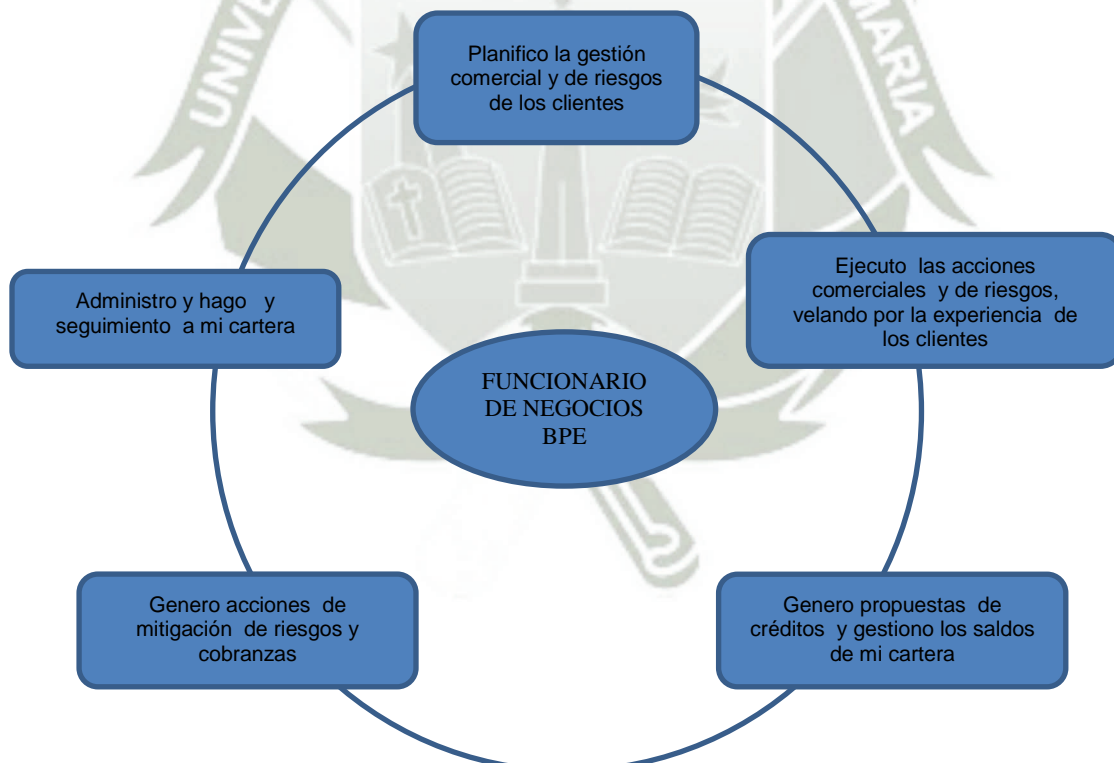 UNIVE
MARIA
Planifico la gestión
comercial y de riesgos
de los clientes
Ejecuto las acciones
comerciales y de riesgos,
velando por la experiencia de
los clientes
Administro y hago y
seguimiento a mi cartera
FUNCIONARIO
DE NEGOCIOS
BPE
Genero acciones de
mitigación de riesgos y
cobranzas
Genero propuestas de
créditos y gestiono los saldos
de mi cartera